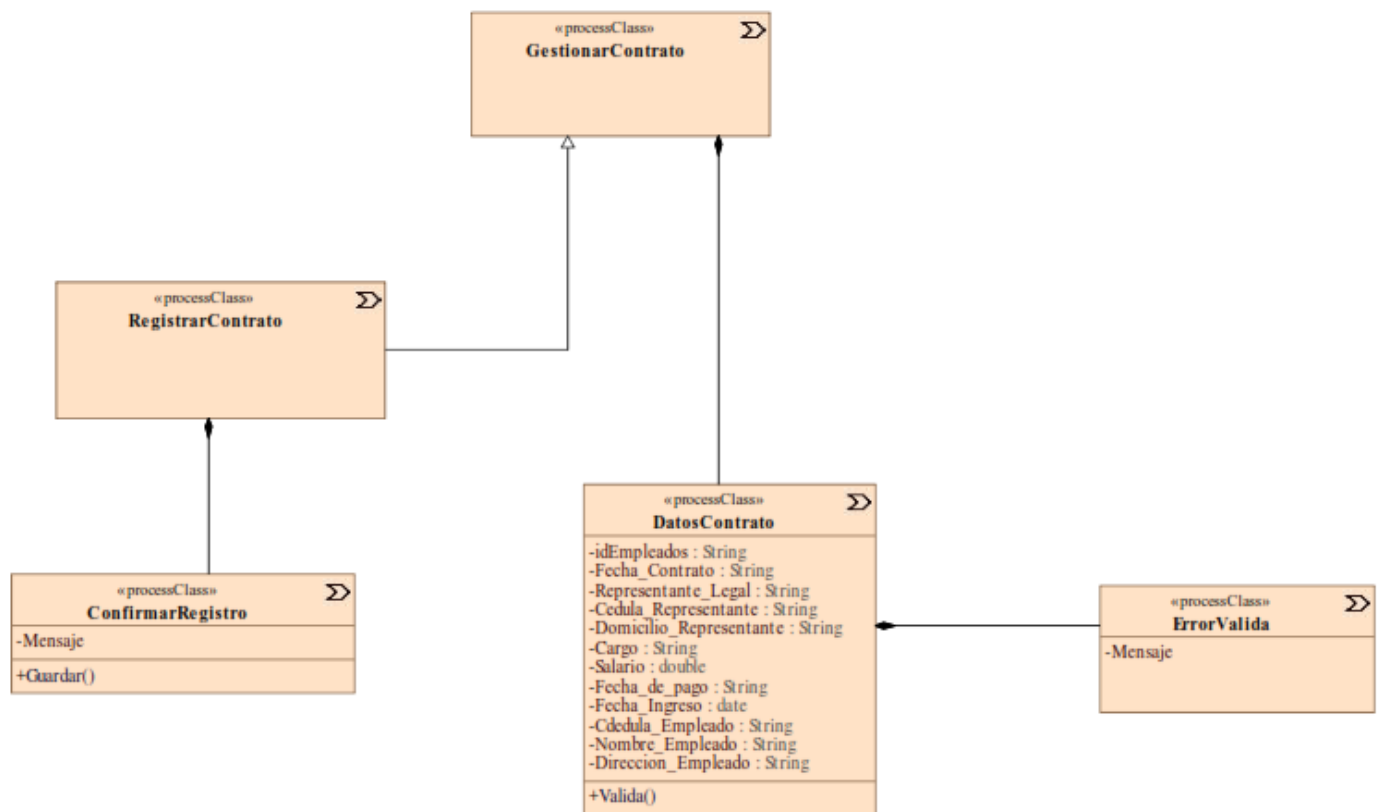 «processClass»
GestionarContrato
«processClass»
RegistrarContrato
«processClass»
DatosContrato
-idEmpleados : String
-Fecha_Contrato : String
-Representante_Legal : String
-Cedula_Representante : String
-Domicilio_Representante : String
-Cargo : String
-Salario : double
-Fecha_de_pago : String
-Fecha_Ingreso : date
-Cdedula_Empleado : String
-Nombre_Empleado : String
-Direccion_Empleado : String
+Valida()
«processClass»
ConfirmarRegistro
-Mensaje
+Guardar()
«processClass»
ErrorValida
-Mensaje